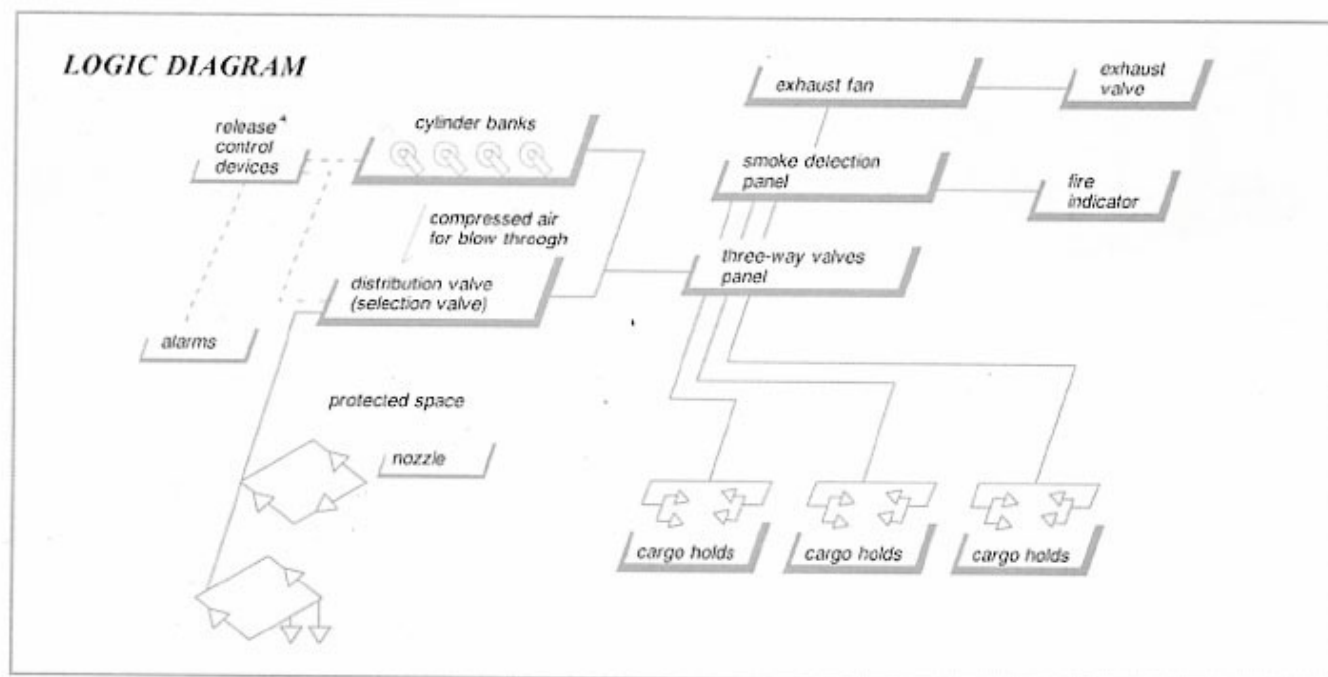 LOGIC DIAGRAM
release
control
devices
cylinder banks
compressed air
for blow throogh
distribution valve
(selection valve)
alarms
protected space
nozzle
exhaust fan
exhaust
valve
smoke detection
panel
fire
indicator
three-way valves
panel
cargo holds
cargo holds
cargo holds